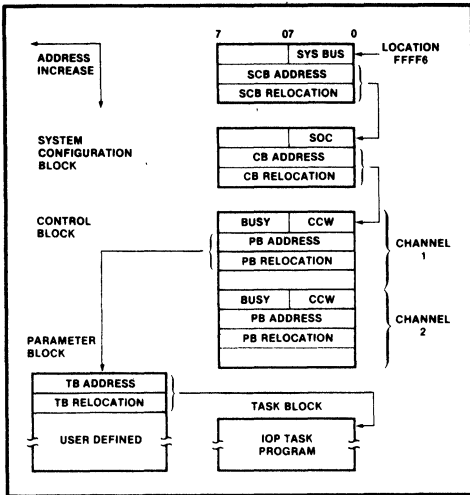 7 07 0
ADDRESS INCREASE
SYS BUS
LOCATION FFFF6
SCB ADDRESS
SCB RELOCATION
SYSTEM CONFIGURATION BLOCK
SOC
CB ADDRESS
CB RELOCATION
CONTROL BLOCK
BUSY CCW
PB ADDRESS
PB RELOCATION
CHANNEL 1
BUSY CCW
PB ADDRESS
PB RELOCATION
CHANNEL 2
PARAMETER BLOCK
TB ADDRESS
TB RELOCATION
USER DEFINED
TASK BLOCK
IOP TASK PROGRAM